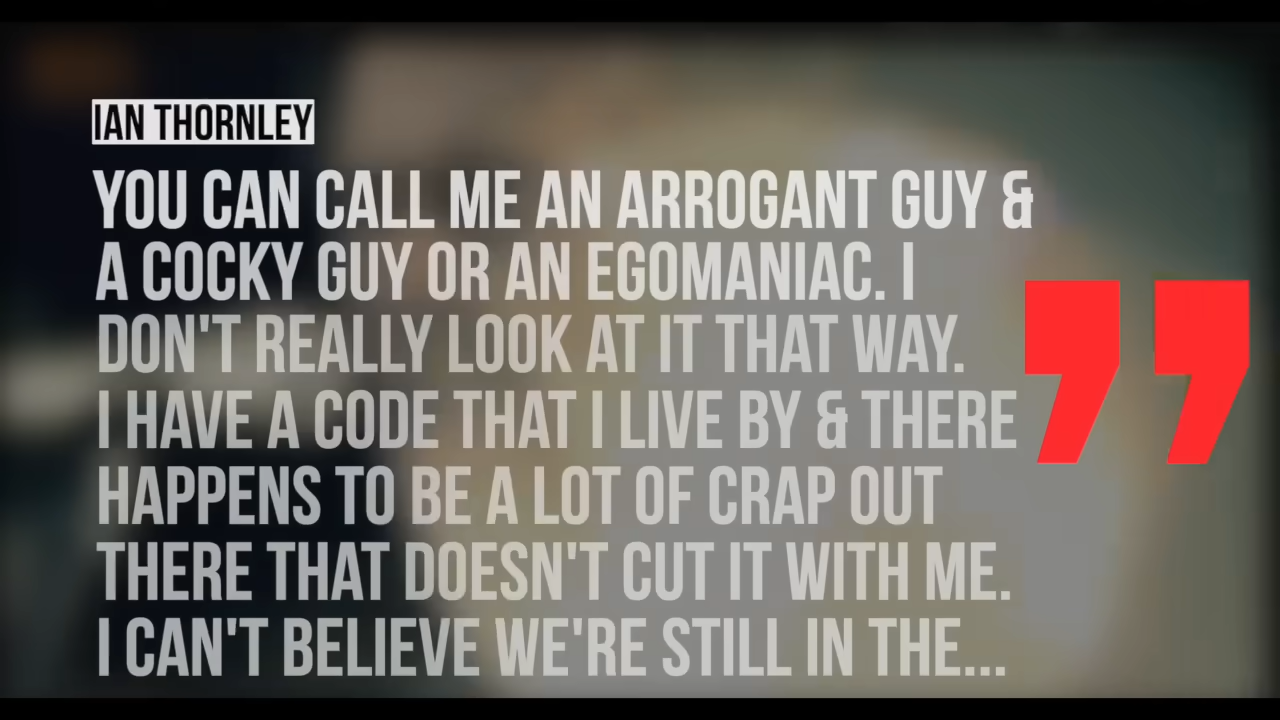 IAN THORNLEY
YOU CAN CALL ME AN ARROGANT GUY &
A COCKY GUY OR AN EGOMANIAC. I
DON'T REALLY LOOK AT IT THAT WAY.
I HAVE A CODE THAT I LIVE BY & THERE
HAPPENS TO BE A LOT OF CRAP OUT
THERE THAT DOESN'T CUT IT WITH ME.
I CAN'T BELIEVE WE'RE STILL IN THE...
”